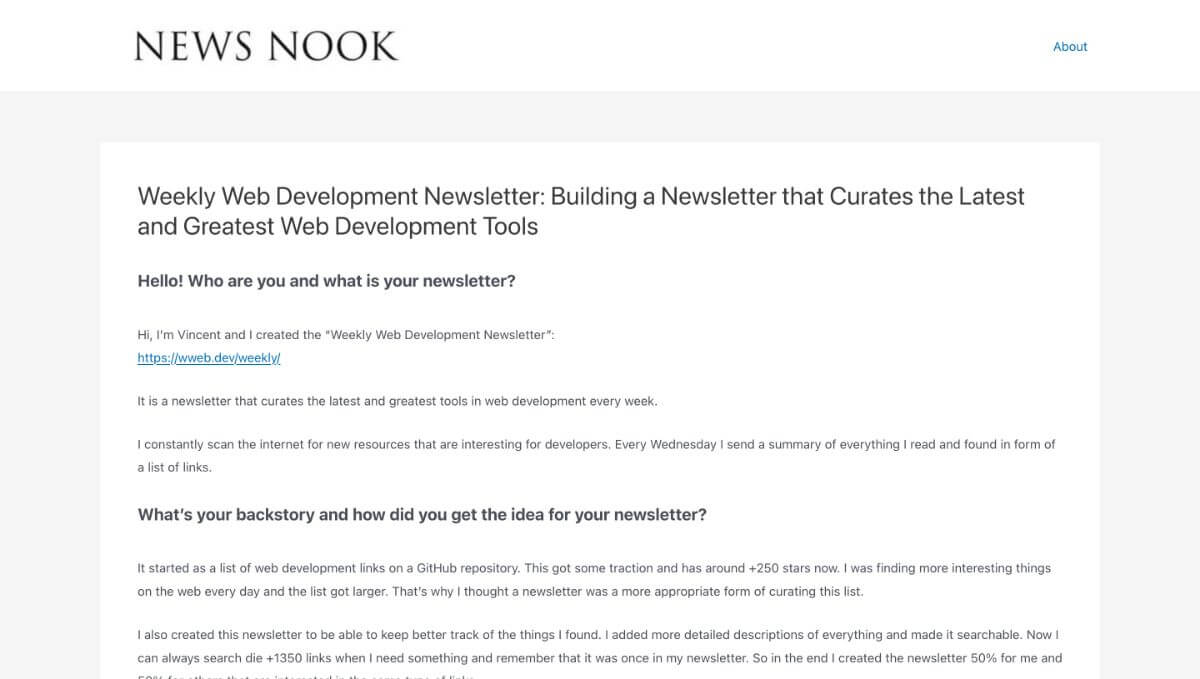 NEWS NOOK
About
Weekly Web Development Newsletter: Building a Newsletter that Curates the Latest
and Greatest Web Development Tools
Hello! Who are you and what is your newsletter?
Hi, I'm Vincent and I created the “Weekly Web Development Newsletter”:
https://wweb.dev/weekly/
It is a newsletter that curates the latest and greatest tools in web development every week.
I constantly scan the internet for new resources that are interesting for developers. Every Wednesday I send a summary of everything I read and found in form of
a list of links.
What's your backstory and how did you get the idea for your newsletter?
It started as a list of web development links on a GitHub repository. This got some traction and has around +250 stars now. I was finding more interesting things
on the web every day and the list got larger. That's why I thought a newsletter was a more appropriate form of curating this list.
I also created this newsletter to be able to keep better track of the things I found. I added more detailed descriptions of everything and made it searchable. Now I
can always search die +1350 links when I need something and remember that it was once in my newsletter. So in the end I created the newsletter 50% for me and